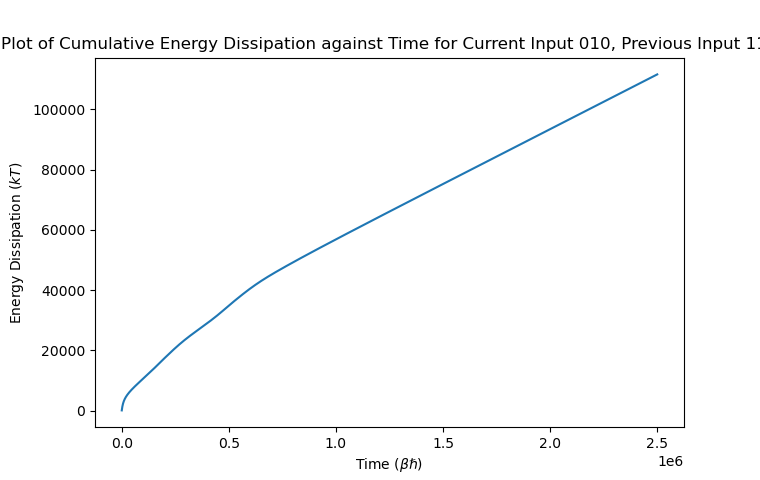 Plot of Cumulative Energy Dissipation against Time for Current Input 010, Previous Input 11
100000
80000
60000
40000
20000
0
Energy Dissipation (kT)
0.0 0.5 1.0 1.5 2.0 2.5
1e6
Time (βħ)